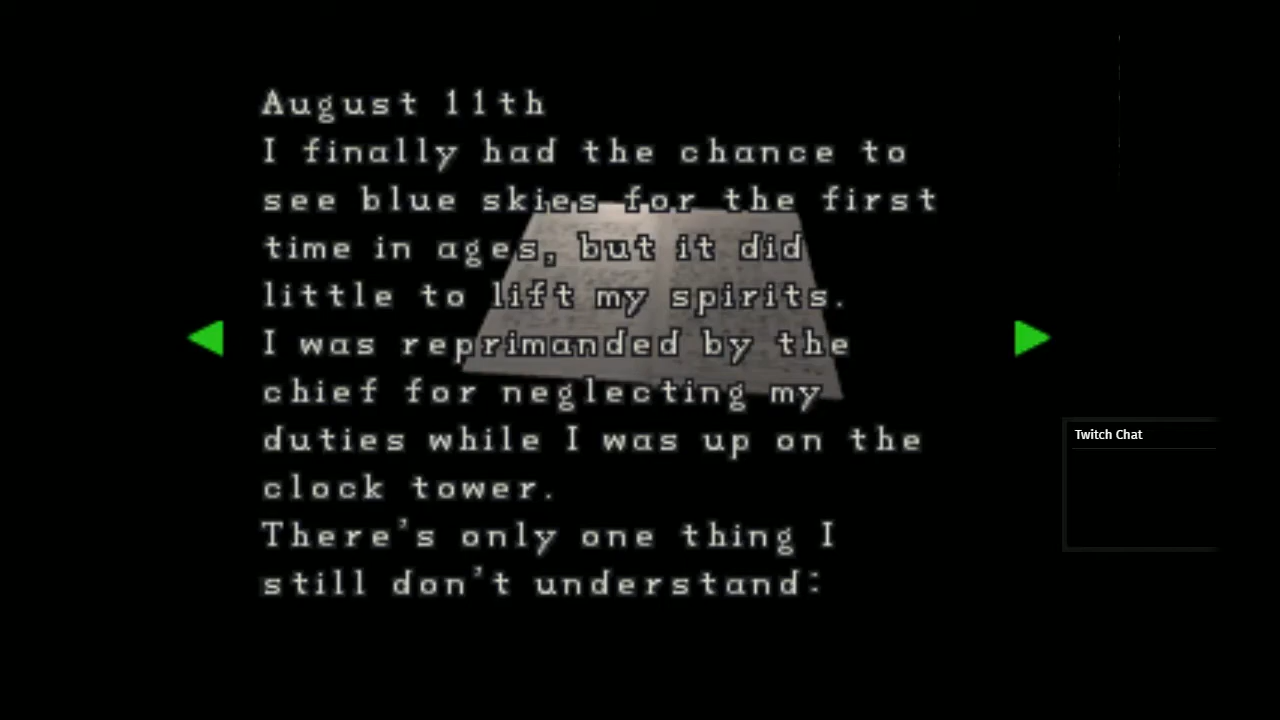 August 11th
I finally had the chance to
see blue skies for the first
time in ages, but it did
little to lift my spirits.
I was reprimanded by the
chief for neglecting my
duties while I was up on the
clock tower.
There's only one thing I
still don't understand:
Twitch Chat